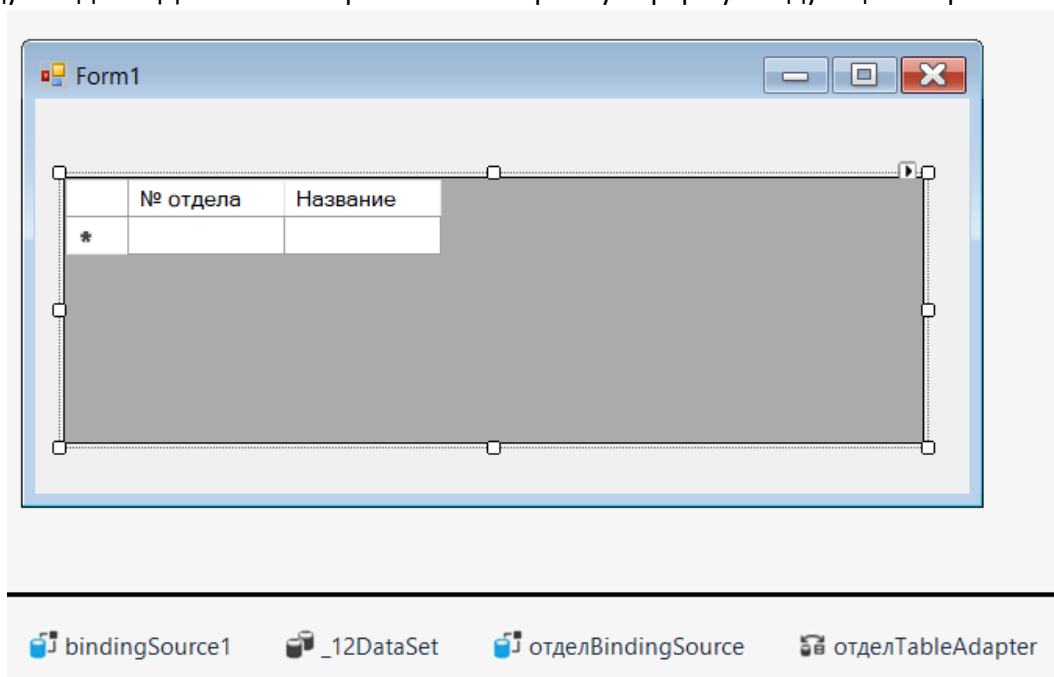 Form1
№ отдела Название
*
bindingSource1 _12DataSet отделBindingSource отделTableAdapter